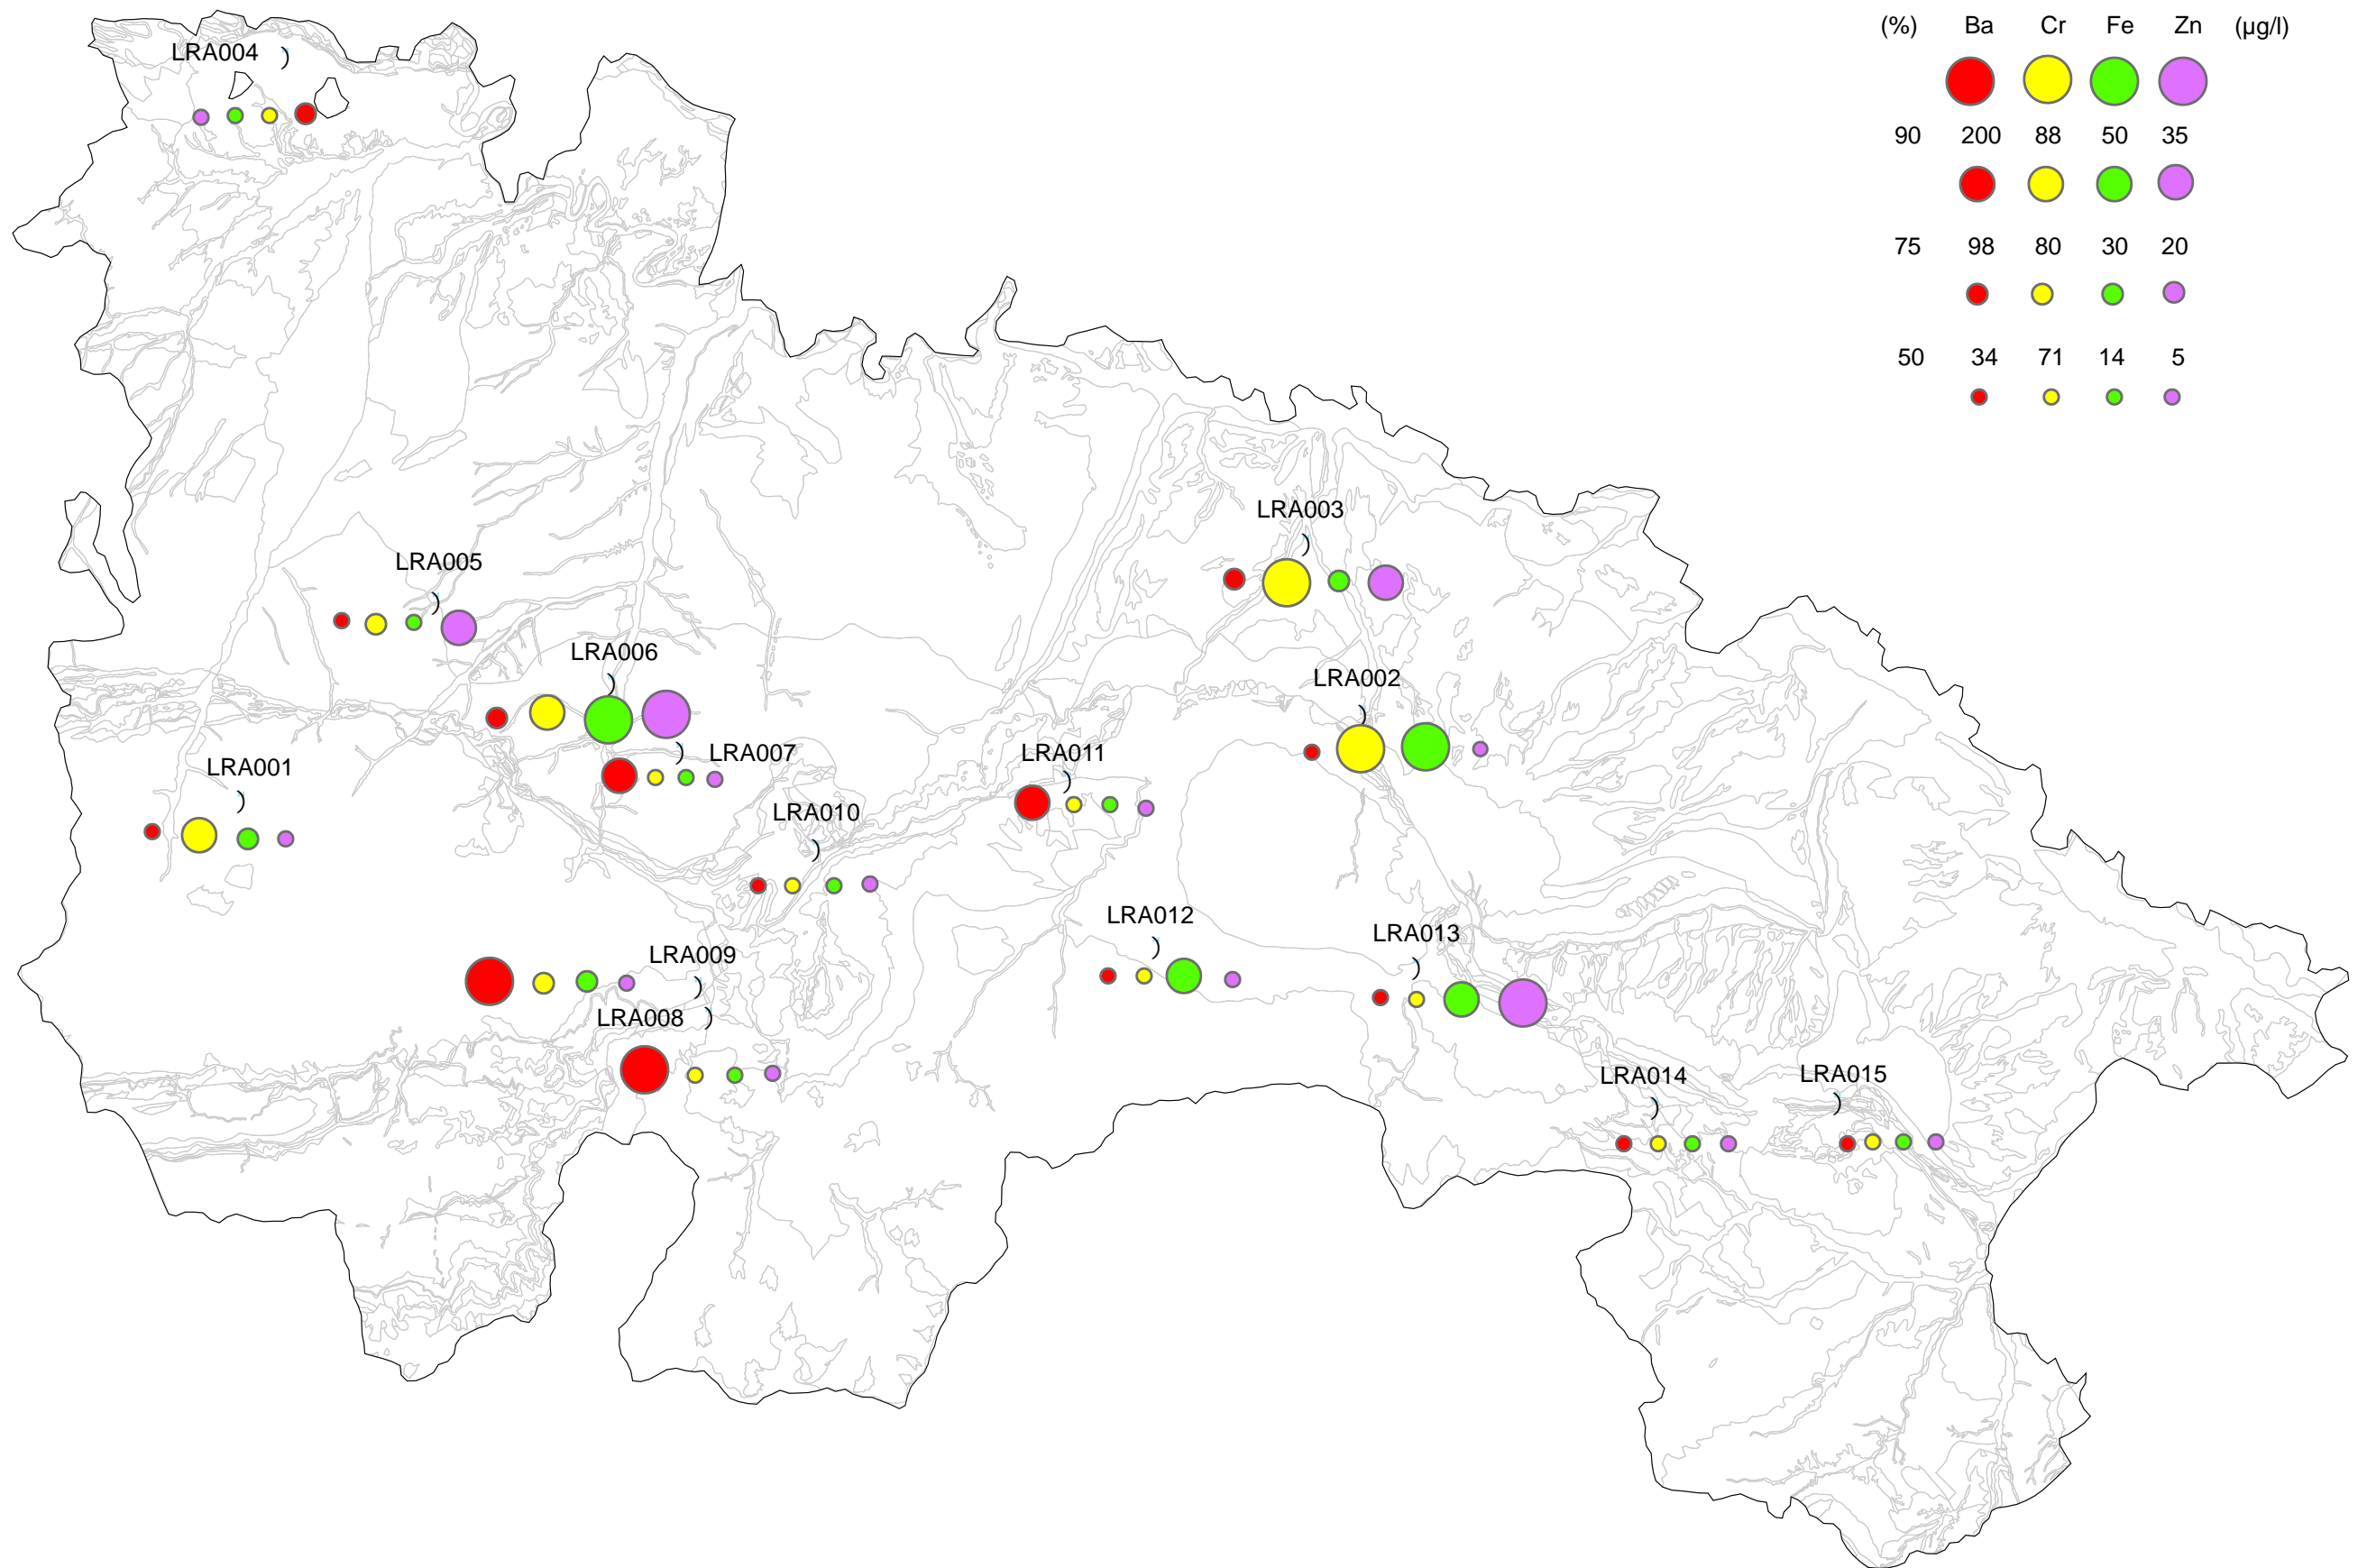 (%) Ba Cr Fe Zn (µg/l)
90 200 88 50 35
75 98 80 30 20
50 34 71 14 5
LRA004
LRA003
LRA005
LRA006
LRA002
LRA007
LRA011
LRA001
LRA010
LRA012
LRA013
LRA009
LRA008
LRA014
LRA015